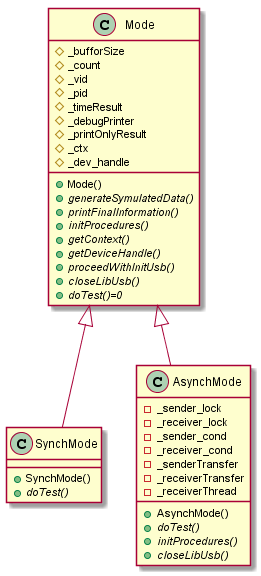 C Mode
_bufforSize
_count
_vid
_pid
_timeResult
_debugPrinter
_printOnlyResult
_ctx
_dev_handle
Mode()
generateSymulatedData()
printFinalInformation()
initProcedures()
getContext()
getDeviceHandle()
proceedWithInitUsb()
closeLibUsb()
doTest()=0
C SynchMode
SynchMode()
doTest()
C AsynchMode
_sender_lock
_receiver_lock
_sender_cond
_receiver_cond
_senderTransfer
_receiverTransfer
_receiverThread
AsynchMode()
doTest()
initProcedures()
closeLibUsb()